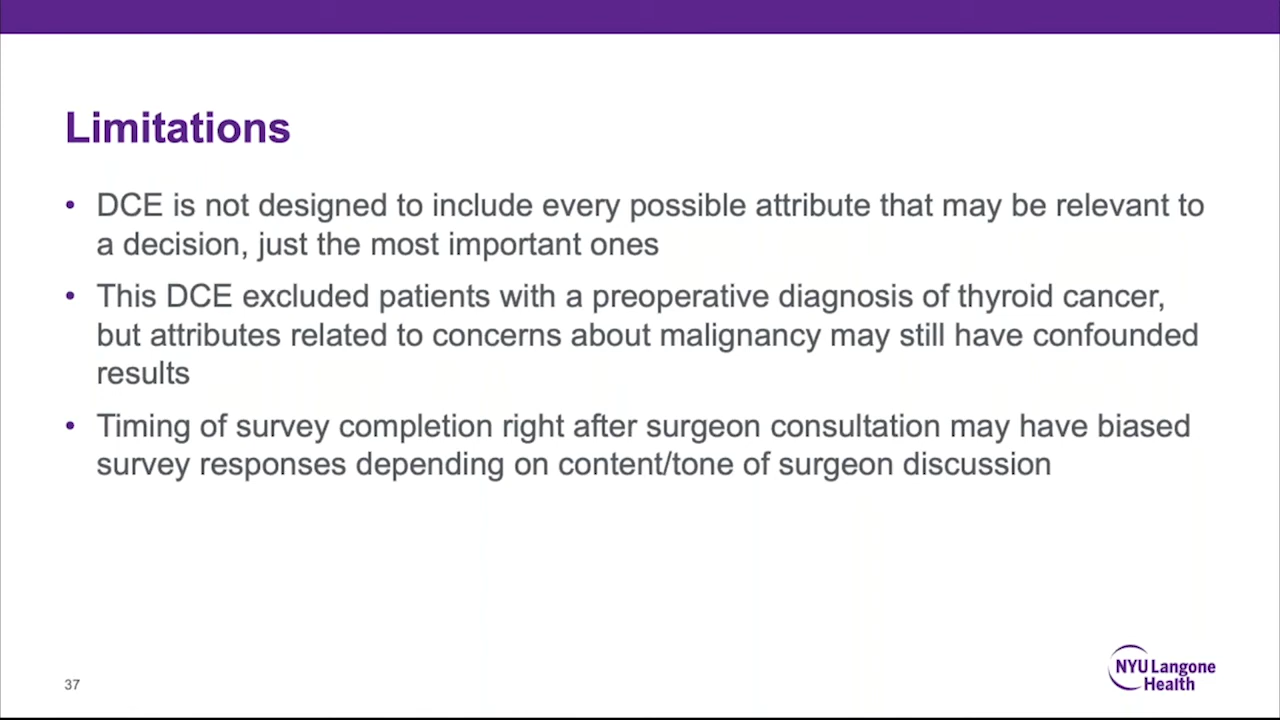 Limitations
• DCE is not designed to include every possible attribute that may be relevant to
a decision, just the most important ones
• This DCE excluded patients with a preoperative diagnosis of thyroid cancer,
but attributes related to concerns about malignancy may still have confounded
results
• Timing of survey completion right after surgeon consultation may have biased
survey responses depending on content/tone of surgeon discussion
37
NYU Langone
Health